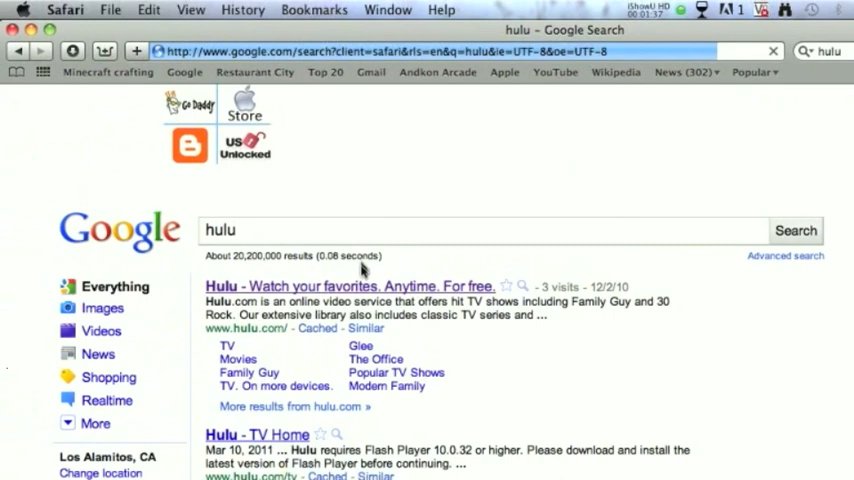 Safari File Edit View History Bookmarks Window Help iShowU HD 00:01:37 1
hulu - Google Search
http://www.google.com/search?client=safari&rls=en&q=hulu&ie=UTF-8&oe=UTF-8 hulu
Minecraft crafting Google Restaurant City Top 20 Gmail Andkon Arcade Apple YouTube Wikipedia News (302)▾ Popular▾
Go Daddy Store
US Unlocked
Google hulu Search
About 20,200,000 results (0.08 seconds) Advanced search
Everything
Images
Videos
News
Shopping
Realtime
More
Los Alamitos, CA
Change location
Hulu - Watch your favorites. Anytime. For free. - 3 visits - 12/2/10
Hulu.com is an online video service that offers hit TV shows including Family Guy and 30
Rock. Our extensive library also includes classic TV series and ...
www.hulu.com/ - Cached - Similar
TV Glee
Movies The Office
Family Guy Popular TV Shows
TV. On more devices. Modern Family
More results from hulu.com »
Hulu - TV Home
Mar 10, 2011 ... Hulu requires Flash Player 10.0.32 or higher. Please download and install the
latest version of Flash Player before continuing. ...
www.hulu.com/tv - Cached - Similar